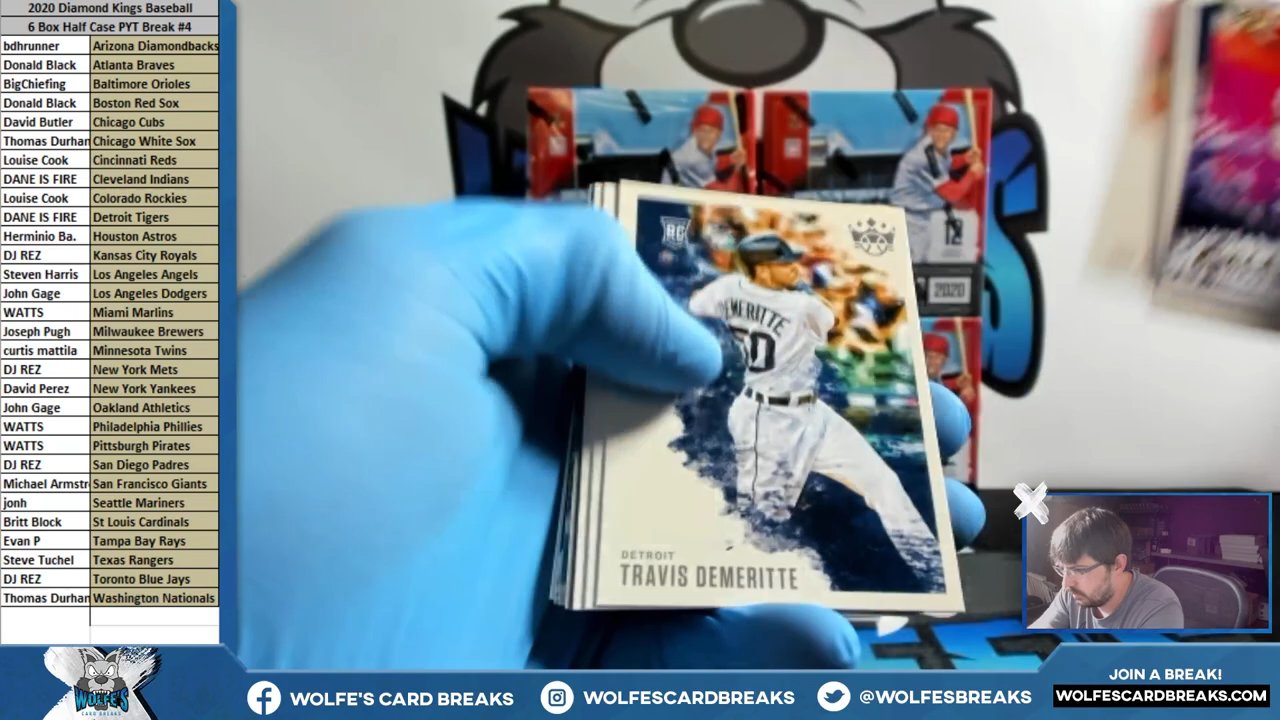 2020 Diamond Kings Baseball
6 Box Half Case PYT Break #4
bdhrunner Arizona Diamondbacks
Donald Black Atlanta Braves
BigChiefing Baltimore Orioles
Donald Black Boston Red Sox
David Butler Chicago Cubs
Thomas Durhan Chicago White Sox
Louise Cook Cincinnati Reds
DANE IS FIRE Cleveland Indians
Louise Cook Colorado Rockies
DANE IS FIRE Detroit Tigers
Herminio Ba. Houston Astros
DJ REZ Kansas City Royals
Steven Harris Los Angeles Angels
John Gage Los Angeles Dodgers
WATTS Miami Marlins
Joseph Pugh Milwaukee Brewers
curtis mattila Minnesota Twins
DJ REZ New York Mets
David Perez New York Yankees
John Gage Oakland Athletics
WATTS Philadelphia Phillies
WATTS Pittsburgh Pirates
DJ REZ San Diego Padres
Michael Armstr San Francisco Giants
jonh Seattle Mariners
Britt Block St Louis Cardinals
Evan P Tampa Bay Rays
Steve Tuchel Texas Rangers
DJ REZ Toronto Blue Jays
Thomas Durhan Washington Nationals
RC
DEMERITTE
50
DETROIT
TRAVIS DEMERITTE
12
2020
WOLFE'S
CARD BREAKS
WOLFE'S CARD BREAKS
WOLFESCARDBREAKS
@WOLFESBREAKS
JOIN A BREAK!
WOLFESCARDBREAKS.COM